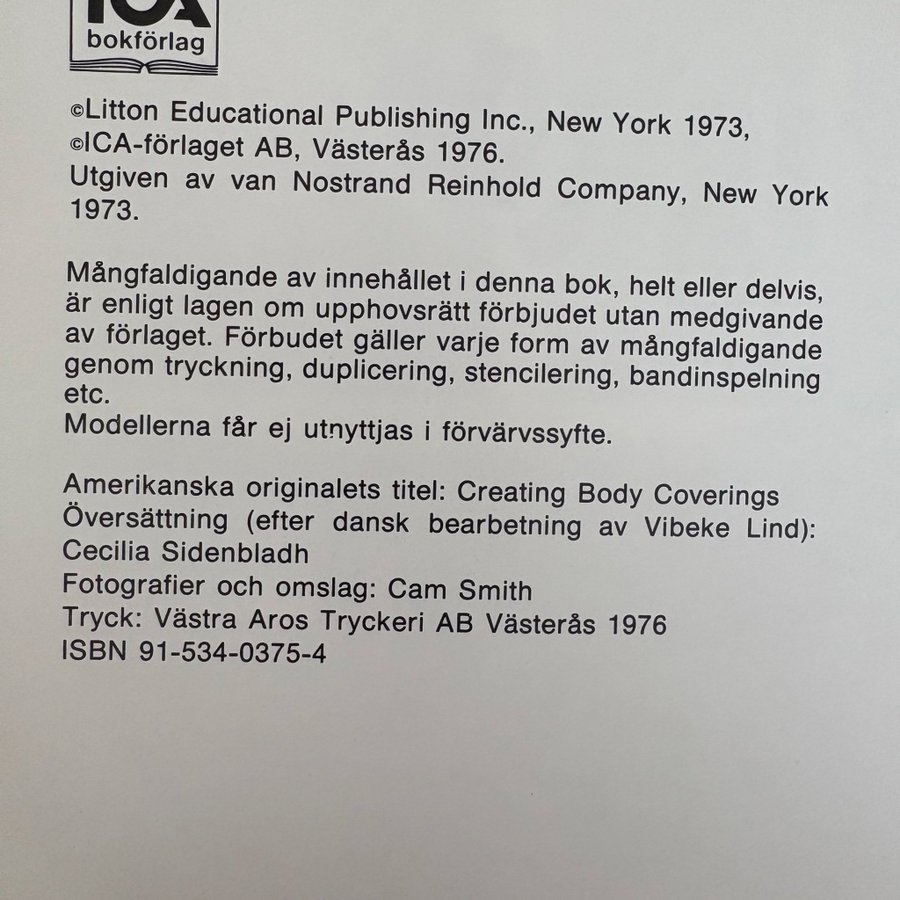 ICA
bokförlag
©Litton Educational Publishing Inc., New York 1973,
©ICA-förlaget AB, Västerås 1976.
Utgiven av van Nostrand Reinhold Company, New York
1973.
Mångfaldigande av innehållet i denna bok, helt eller delvis,
är enligt lagen om upphovsrätt förbjudet utan medgivande
av förlaget. Förbudet gäller varje form av mångfaldigande
genom tryckning, duplicering, stencilering, bandinspelning
etc.
Modellerna får ej utnyttjas i förvärvssyfte.
Amerikanska originalets titel: Creating Body Coverings
Översättning (efter dansk bearbetning av Vibeke Lind):
Cecilia Sidenbladh
Fotografier och omslag: Cam Smith
Tryck: Västra Aros Tryckeri AB Västerås 1976
ISBN 91-534-0375-4